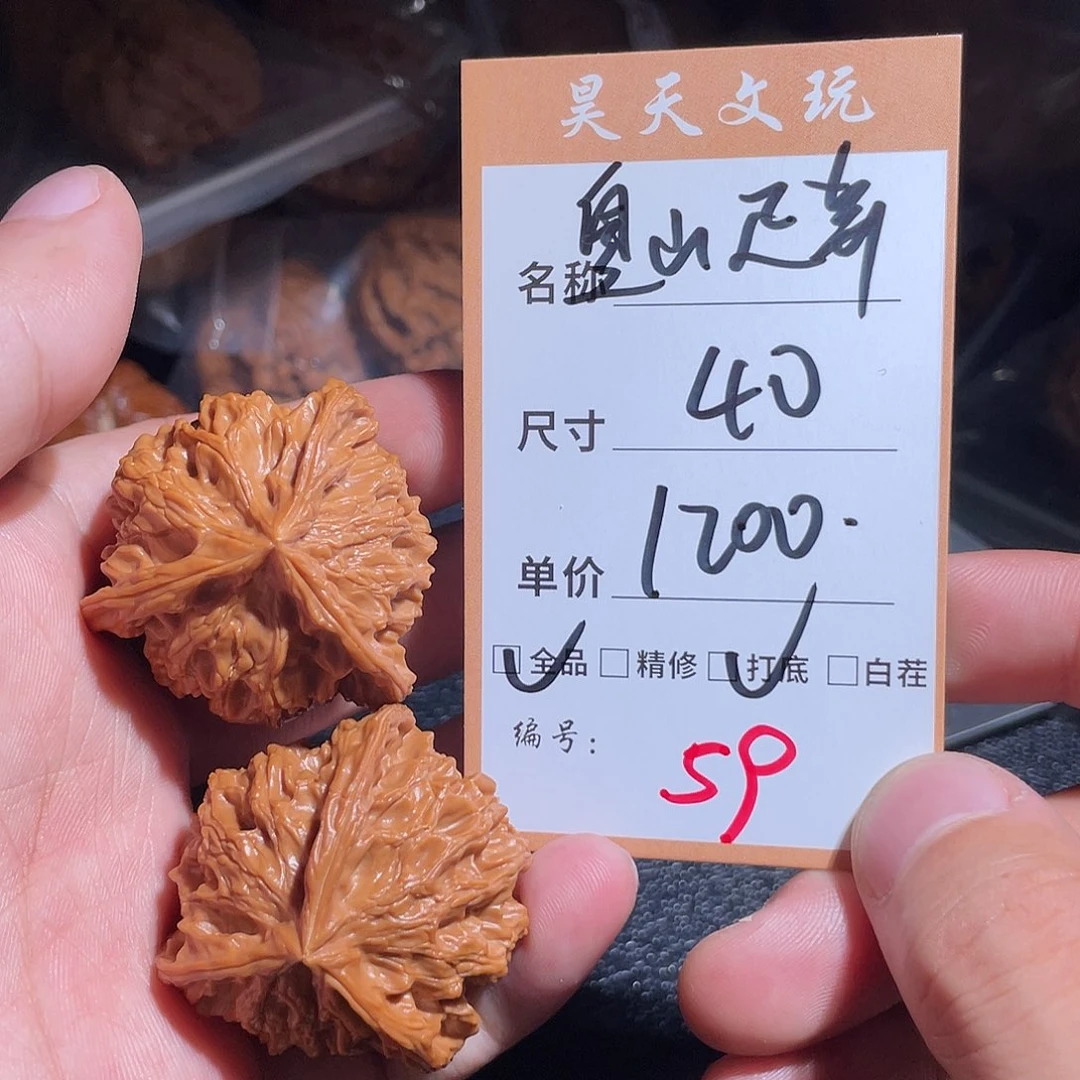 昊天文玩
名称 山
尺寸 40
单价 1200.
全品 精修 打底 白茬
编号: 59